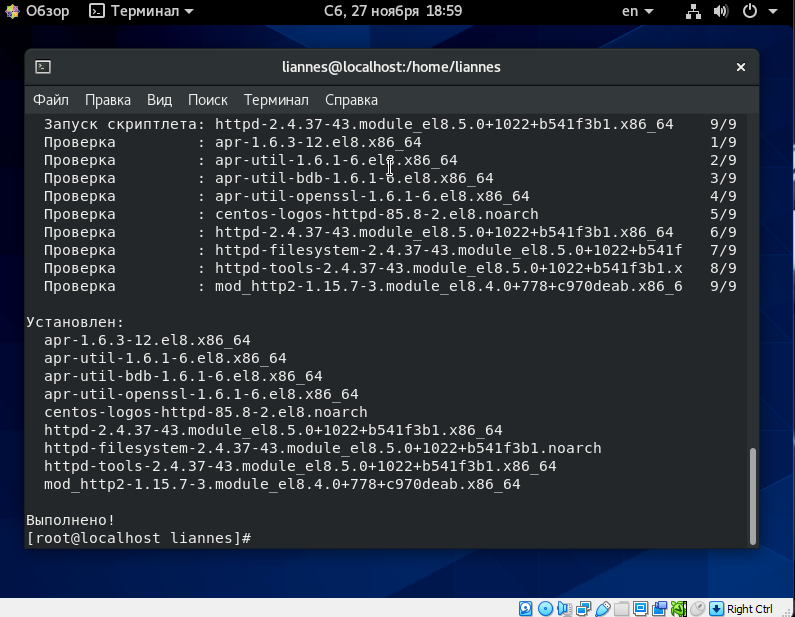 Обзор Терминал Сб, 27 ноября 18:59 en
liannes@localhost:/home/liannes
Файл Правка Вид Поиск Терминал Справка
Запуск скриптлета: httpd-2.4.37-43.module_el8.5.0+1022+b541f3b1.x86_64 9/9
Проверка : apr-1.6.3-12.el8.x86_64 1/9
Проверка : apr-util-1.6.1-6.el8.x86_64 2/9
Проверка : apr-util-bdb-1.6.1-6.el8.x86_64 3/9
Проверка : apr-util-openssl-1.6.1-6.el8.x86_64 4/9
Проверка : centos-logos-httpd-85.8-2.el8.noarch 5/9
Проверка : httpd-2.4.37-43.module_el8.5.0+1022+b541f3b1.x86_64 6/9
Проверка : httpd-filesystem-2.4.37-43.module_el8.5.0+1022+b541f 7/9
Проверка : httpd-tools-2.4.37-43.module_el8.5.0+1022+b541f3b1.x 8/9
Проверка : mod_http2-1.15.7-3.module_el8.4.0+778+c970deab.x86_6 9/9
Установлен:
apr-1.6.3-12.el8.x86_64
apr-util-1.6.1-6.el8.x86_64
apr-util-bdb-1.6.1-6.el8.x86_64
apr-util-openssl-1.6.1-6.el8.x86_64
centos-logos-httpd-85.8-2.el8.noarch
httpd-2.4.37-43.module_el8.5.0+1022+b541f3b1.x86_64
httpd-filesystem-2.4.37-43.module_el8.5.0+1022+b541f3b1.noarch
httpd-tools-2.4.37-43.module_el8.5.0+1022+b541f3b1.x86_64
mod_http2-1.15.7-3.module_el8.4.0+778+c970deab.x86_64
Выполнено!
[root@localhost liannes]#
Right Ctrl